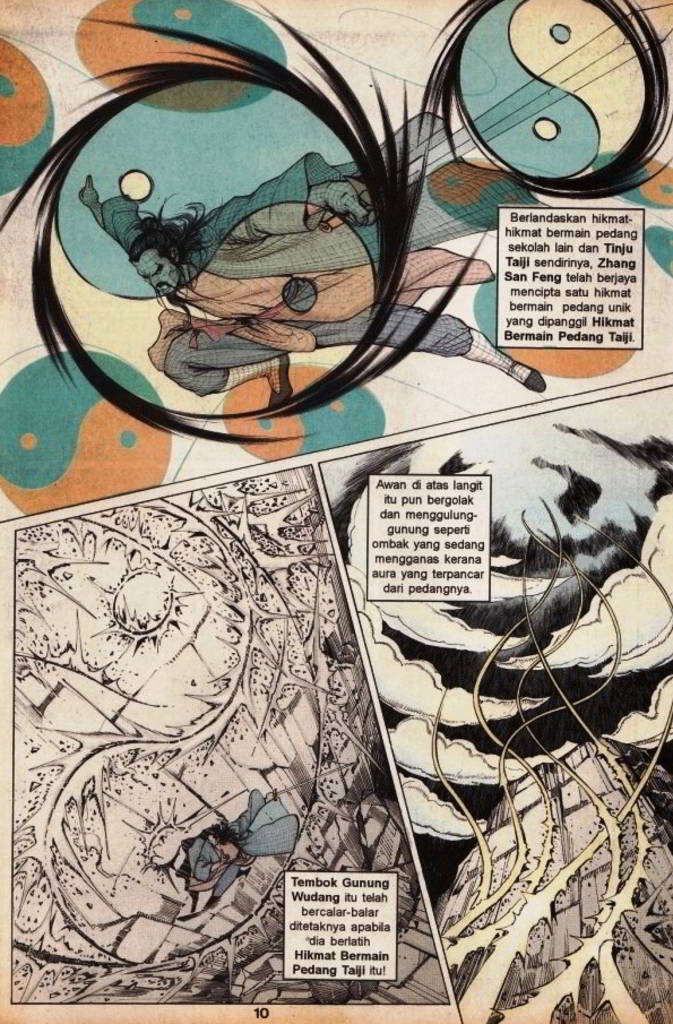 Berlandaskan hikmat-
hikmat bermain pedang
sekolah lain dan Tinju
Taiji sendirinya, Zhang
San Feng telah berjaya
mencipta satu hikmat
bermain pedang unik
yang dipanggil Hikmat
Bermain Pedang Taiji.
Awan di atas langit
itu pun bergolak
dan menggulung-
gunung seperti
ombak yang sedang
mengganas kerana
aura yang terpancar
dari pedangnya.
Tembok Gunung
Wudang itu telah
bercalar-balar
ditetaknya apabila
dia berlatih
Hikmat Bermain
Pedang Taiji itu!
10